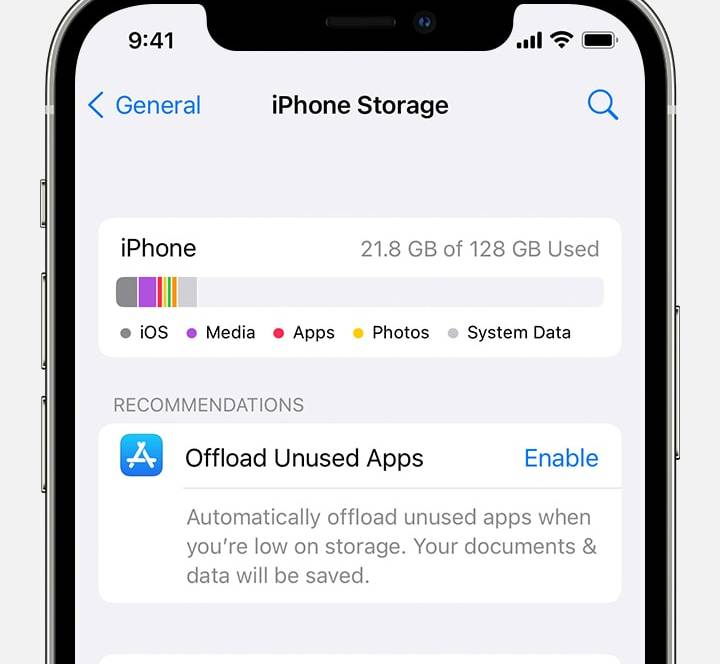 9:41
General
iPhone Storage
iPhone
21.8 GB of 128 GB Used
iOS
Media
Apps
Photos
System Data
RECOMMENDATIONS
Offload Unused Apps
Enable
Automatically offload unused apps when
you’re low on storage. Your documents &
data will be saved.